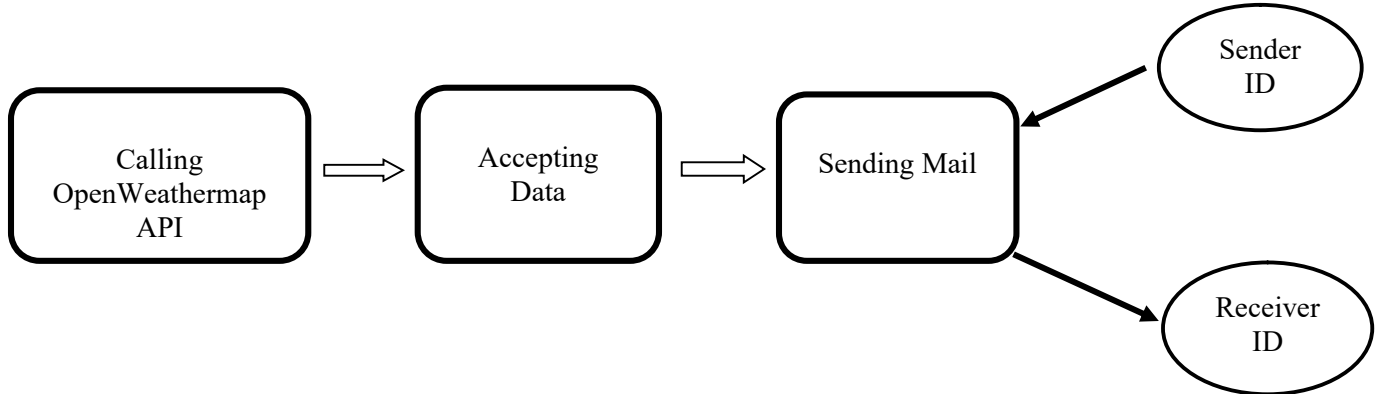 Calling
OpenWeathermap
API
Accepting
Data
Sending Mail
Sender
ID
Receiver
ID